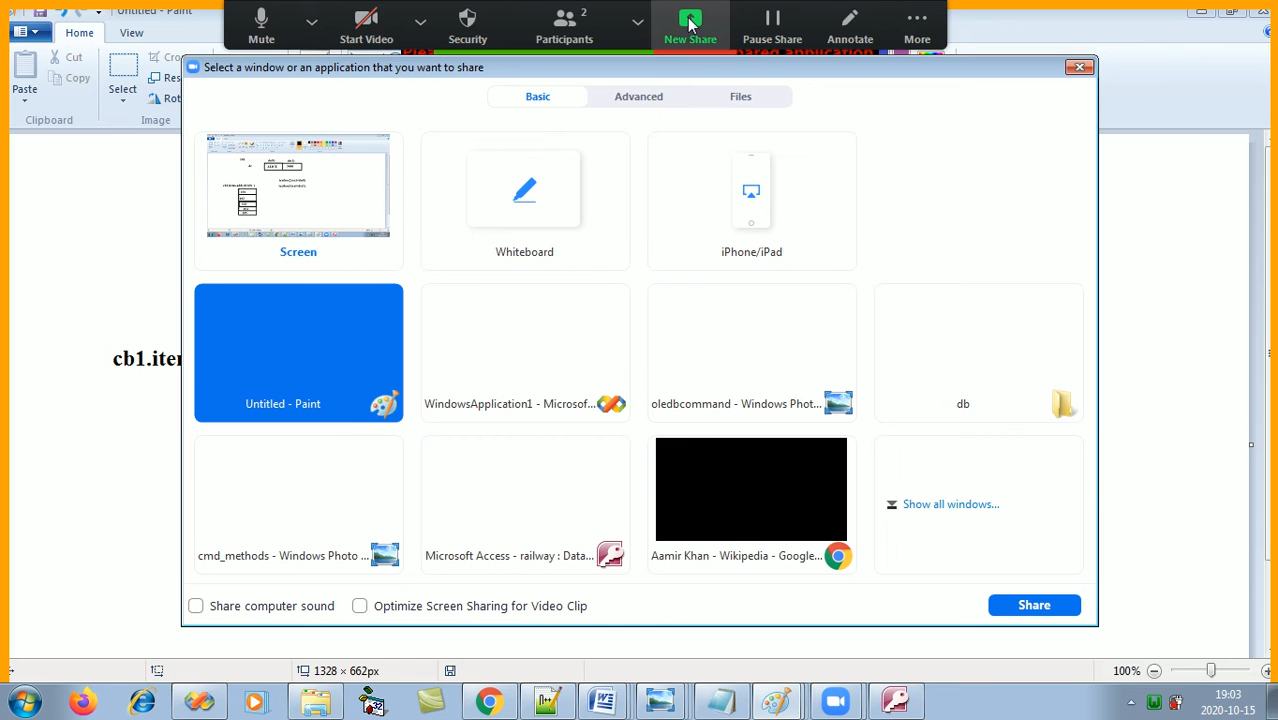 Untitled - Paint
Mute
Start Video
Security
Participants
2
New Share
Pause Share
Annotate
More
Home
View
Paste
Cut
Copy
Select
Clipboard
Image
Select a window or an application that you want to share
Basic
Advanced
Files
Screen
Whiteboard
iPhone/iPad
Untitled - Paint
WindowsApplication1 - Microsof...
oledbcommand - Windows Phot...
db
cmd_methods - Windows Photo ...
Microsoft Access - railway : Data...
Aamir Khan - Wikipedia - Google...
Show all windows...
Share computer sound
Optimize Screen Sharing for Video Clip
Share
1328 × 662px
100%
19:03
2020-10-15